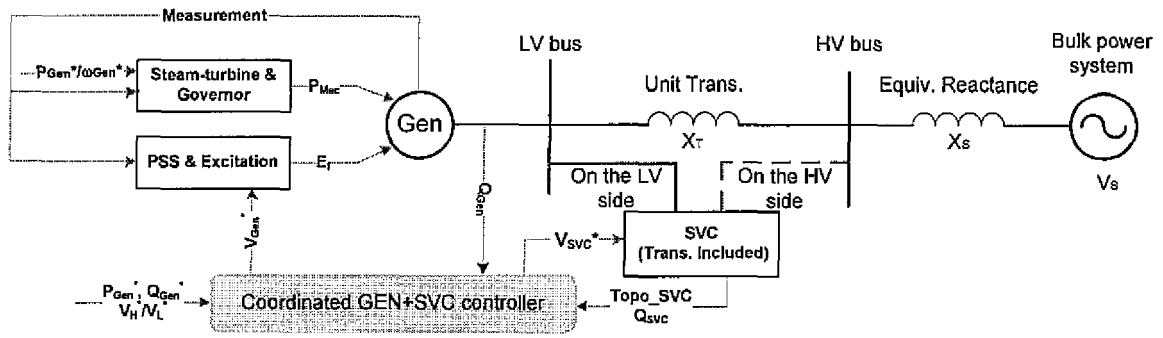 Measurement
LV bus
HV bus
Bulk power
system
PGen*/ωGen*
Steam-turbine &
Governor
PMec
Unit Trans.
Equiv. Reactance
Gen
XT
XS
PSS & Excitation
Ef
On the LV
side
On the HV
side
VS
QGen
VGen*
VSVC*
SVC
(Trans. Included)
PGen*, QGen*
VH*/VL*
Coordinated GEN+SVC controller
Topo_SVC
QSVC